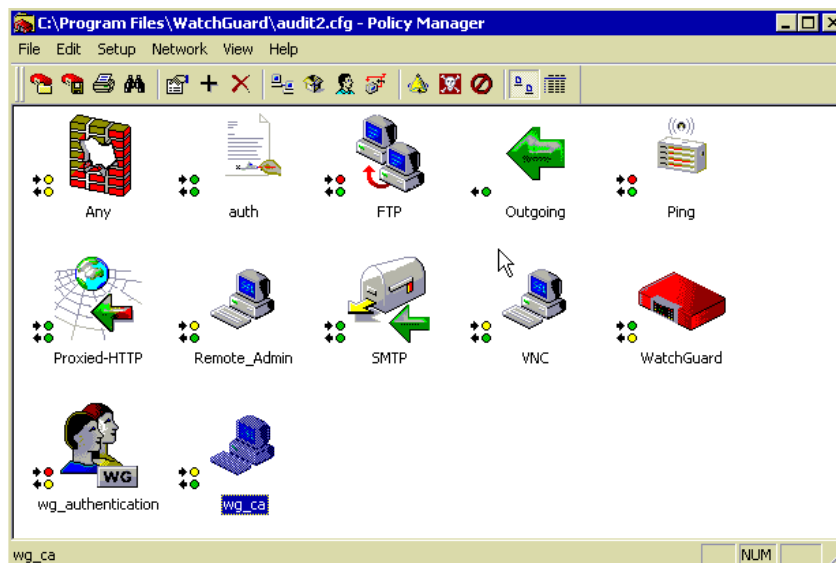 C:\Program Files\WatchGuard\audit2.cfg - Policy Manager
File Edit Setup Network View Help
Any auth FTP Outgoing Ping
Proxied-HTTP Remote_Admin SMTP VNC WatchGuard
WG
wg_authentication wg_ca
wg_ca NUM